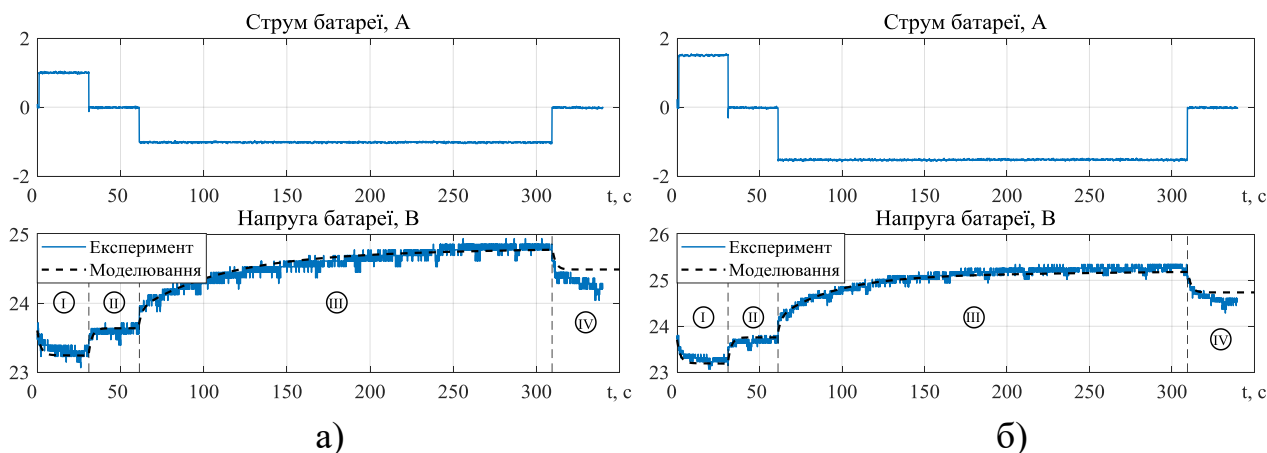 Струм батареї, А
2
0
-2
0 50 100 150 200 250 300 t, с
Напруга батареї, В
25
24
23
Експеримент
Моделювання
I II III IV
0 50 100 150 200 250 300 t, с
а)
Струм батареї, А
2
0
-2
0 50 100 150 200 250 300 t, с
Напруга батареї, В
26
25
24
23
Експеримент
Моделювання
I II III IV
0 50 100 150 200 250 300 t, с
б)